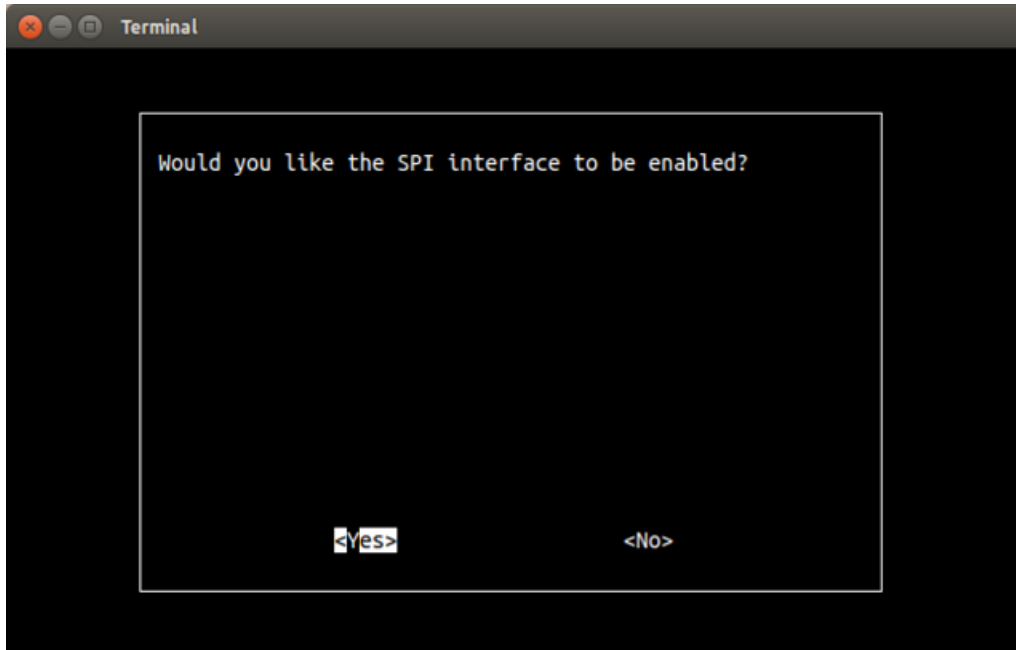 Terminal
Would you like the SPI interface to be enabled?
<Yes> <No>